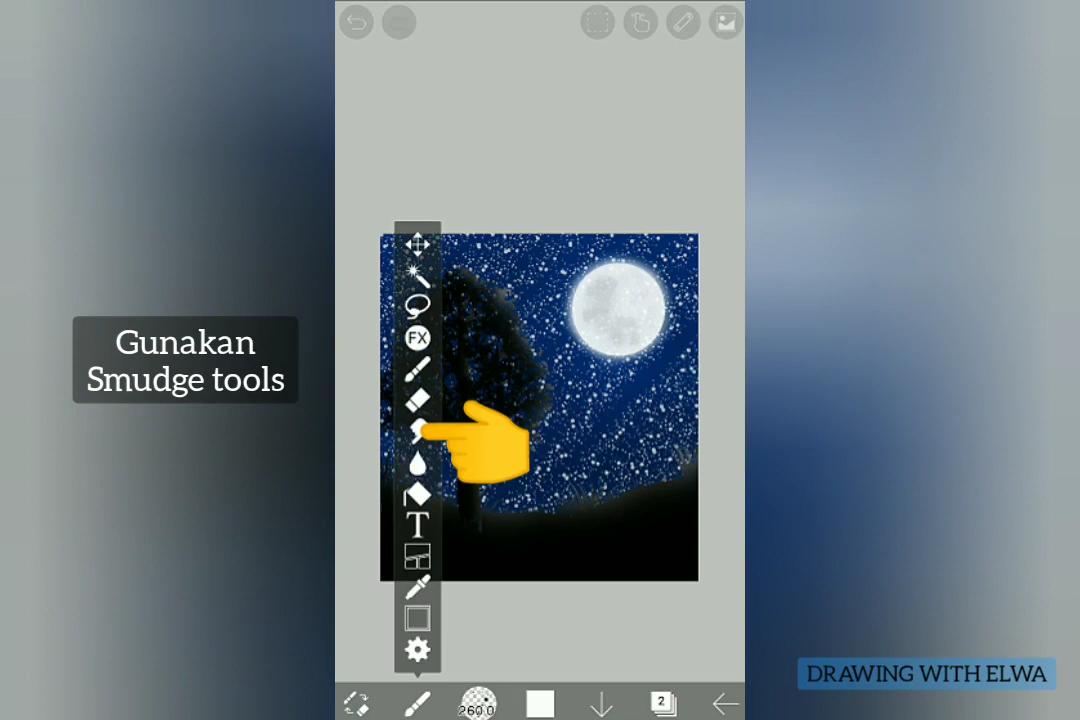 Gunakan
Smudge tools
FX
T
260.0
2
DRAWING WITH ELWA